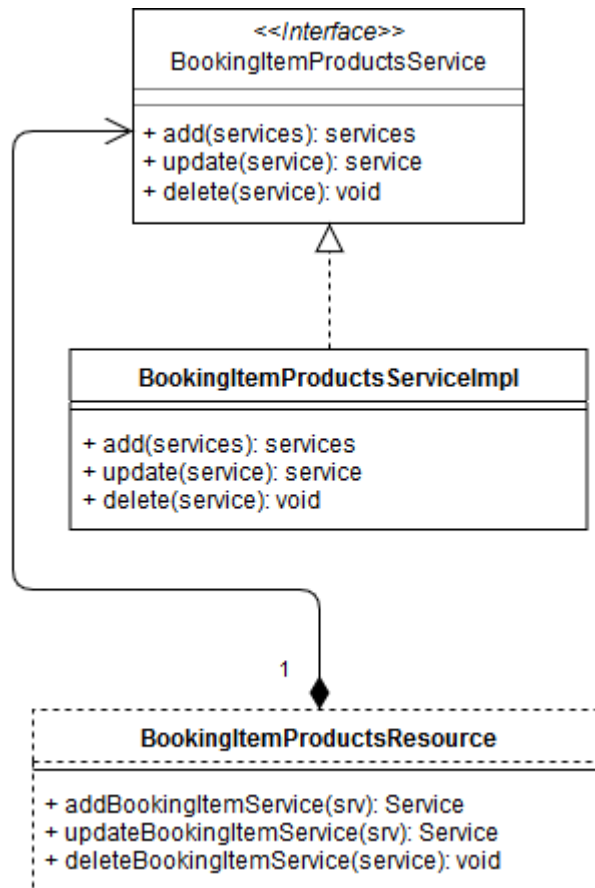 <<Interface>>
BookingItemProductsService
+ add(services): services
+ update(service): service
+ delete(service): void
BookingItemProductsServiceImpl
+ add(services): services
+ update(service): service
+ delete(service): void
1
BookingItemProductsResource
+ addBookingItemService(srv): Service
+ updateBookingItemService(srv): Service
+ deleteBookingItemService(service): void